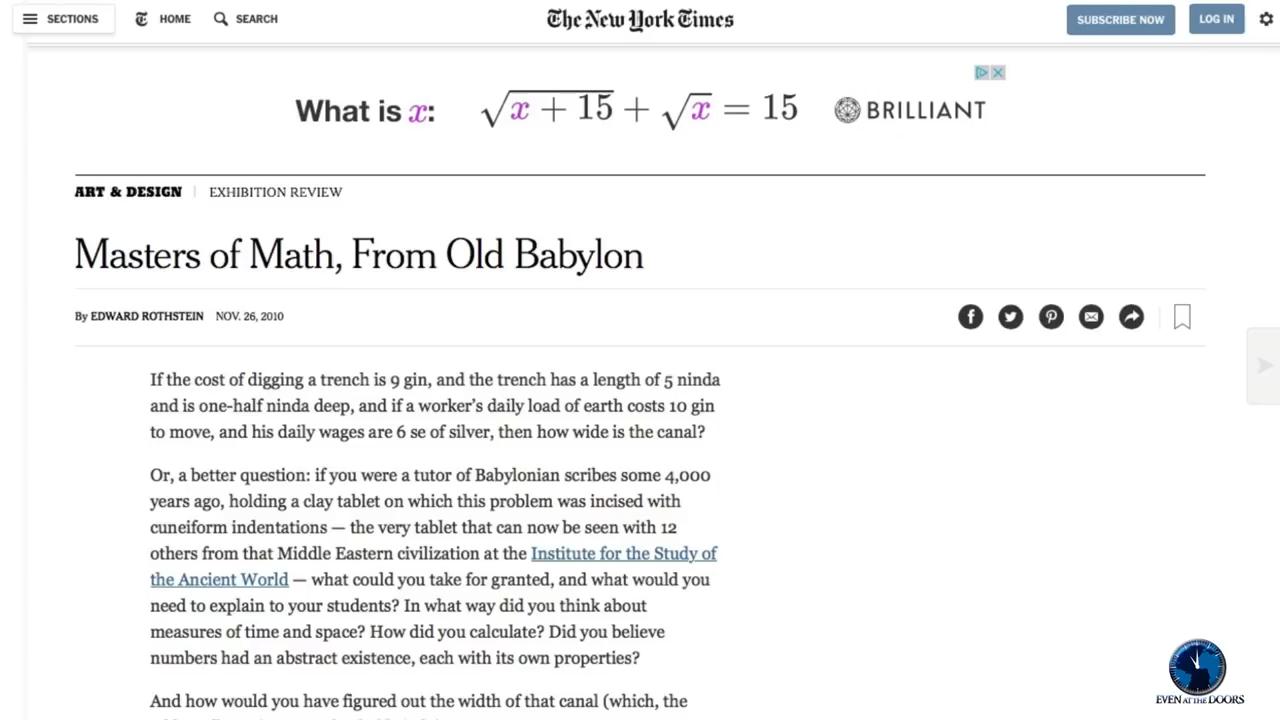 SECTIONS HOME SEARCH The New York Times SUBSCRIBE NOW LOG IN
What is x: √x + 15 + √x = 15 BRILLIANT
ART & DESIGN | EXHIBITION REVIEW
Masters of Math, From Old Babylon
By EDWARD ROTHSTEIN NOV. 26, 2010
If the cost of digging a trench is 9 gin, and the trench has a length of 5 ninda
and is one-half ninda deep, and if a worker’s daily load of earth costs 10 gin
to move, and his daily wages are 6 se of silver, then how wide is the canal?
Or, a better question: if you were a tutor of Babylonian scribes some 4,000
years ago, holding a clay tablet on which this problem was incised with
cuneiform indentations — the very tablet that can now be seen with 12
others from that Middle Eastern civilization at the Institute for the Study of
the Ancient World — what could you take for granted, and what would you
need to explain to your students? In what way did you think about
measures of time and space? How did you calculate? Did you believe
numbers had an abstract existence, each with its own properties?
And how would you have figured out the width of that canal (which, the
EVEN AT THE DOORS